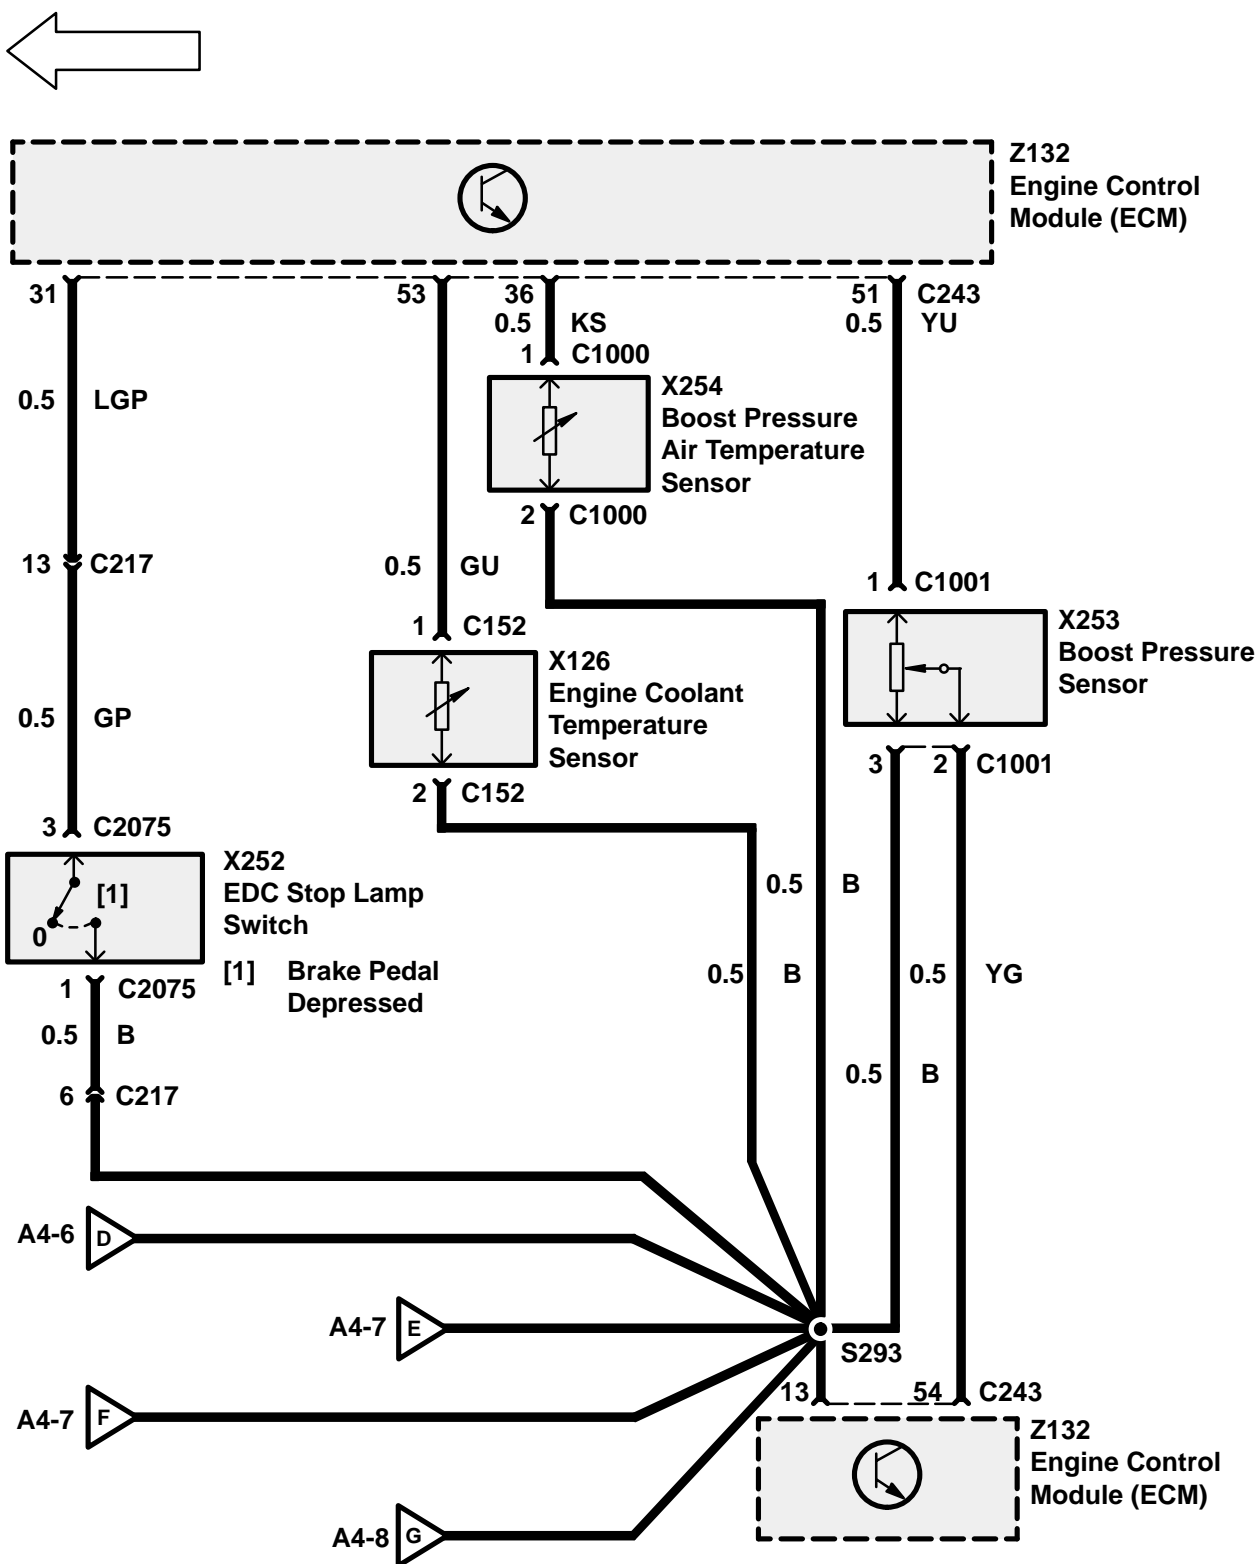 Z132
Engine Control
Module (ECM)
31
53
36
51
C243
0.5
KS
0.5
YU
1
C1000
X254
Boost Pressure
Air Temperature
Sensor
0.5
LGP
2
C1000
13
C217
0.5
GU
1
C1001
1
C152
X253
Boost Pressure
Sensor
X126
Engine Coolant
Temperature
Sensor
0.5
GP
3
2
C1001
2
C152
3
C2075
X252
EDC Stop Lamp
Switch
[1]
0
0.5
B
[1] Brake Pedal
Depressed
0.5
B
0.5
YG
1
C2075
0.5
B
0.5
B
6
C217
A4-6
D
A4-7
E
S293
A4-7
F
13
54
C243
Z132
Engine Control
Module (ECM)
A4-8
G